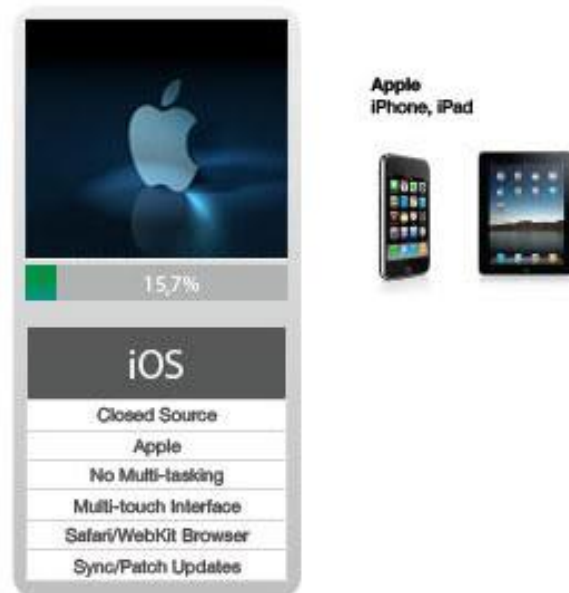 Apple
iPhone, iPad
15,7%
iOS
Closed Source
Apple
No Multi-tasking
Multi-touch Interface
Safari/WebKit Browser
Sync/Patch Updates